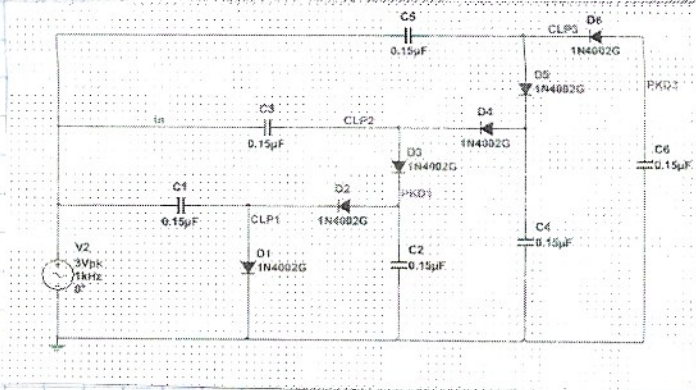 C5
0.15µF
CLP3
D6
1N4002G
D5
1N4002G
PKD3
in
C3
0.15µF
CLP2
D4
1N4002G
D3
1N4002G
C6
0.15µF
C1
0.15µF
CLP1
D2
1N4002G
PKD1
V2
3Vpk
1kHz
0°
D1
1N4002G
C2
0.15µF
C4
0.15µF